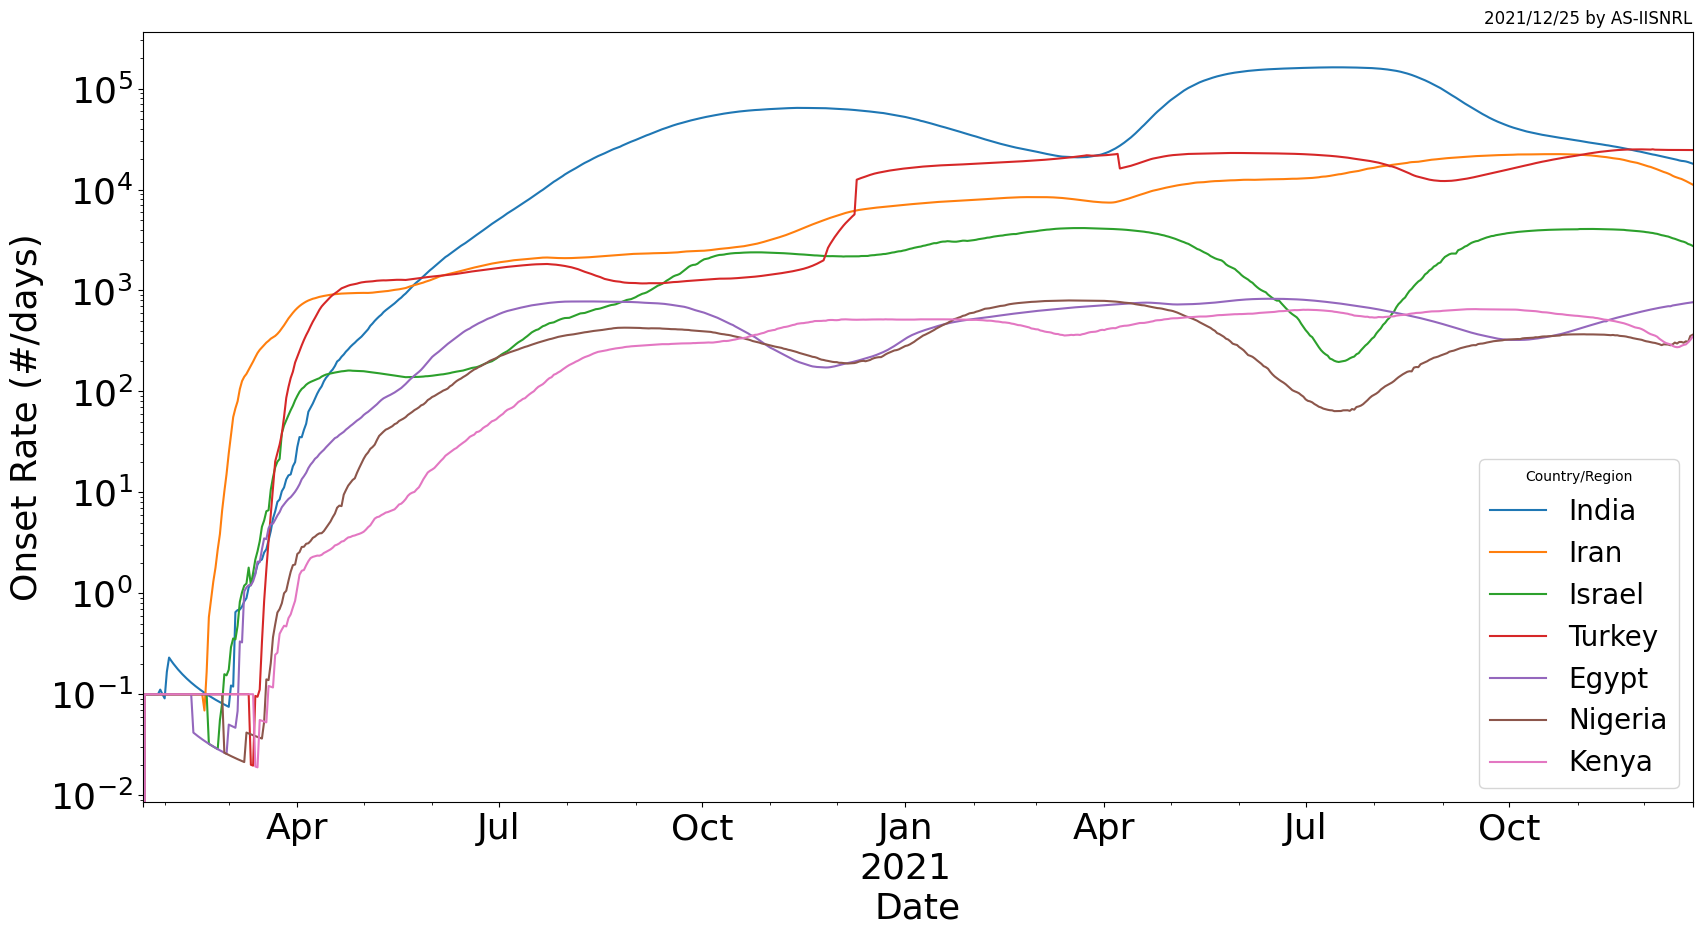 2021/12/25 by AS-IISNRL
Onset Rate (#/days)
10^5
10^4
10^3
10^2
10^1
10^0
10^−1
10^−2
Country/Region
India
Iran
Israel
Turkey
Egypt
Nigeria
Kenya
Apr Jul Oct Jan Apr Jul Oct
2021
Date